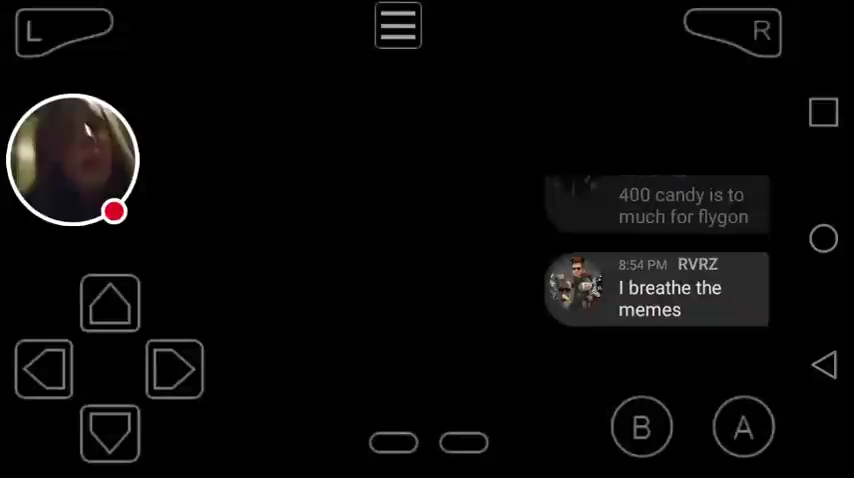 L
R
400 candy is to
much for flygon
8:54 PM RVRZ
I breathe the
memes
B
A